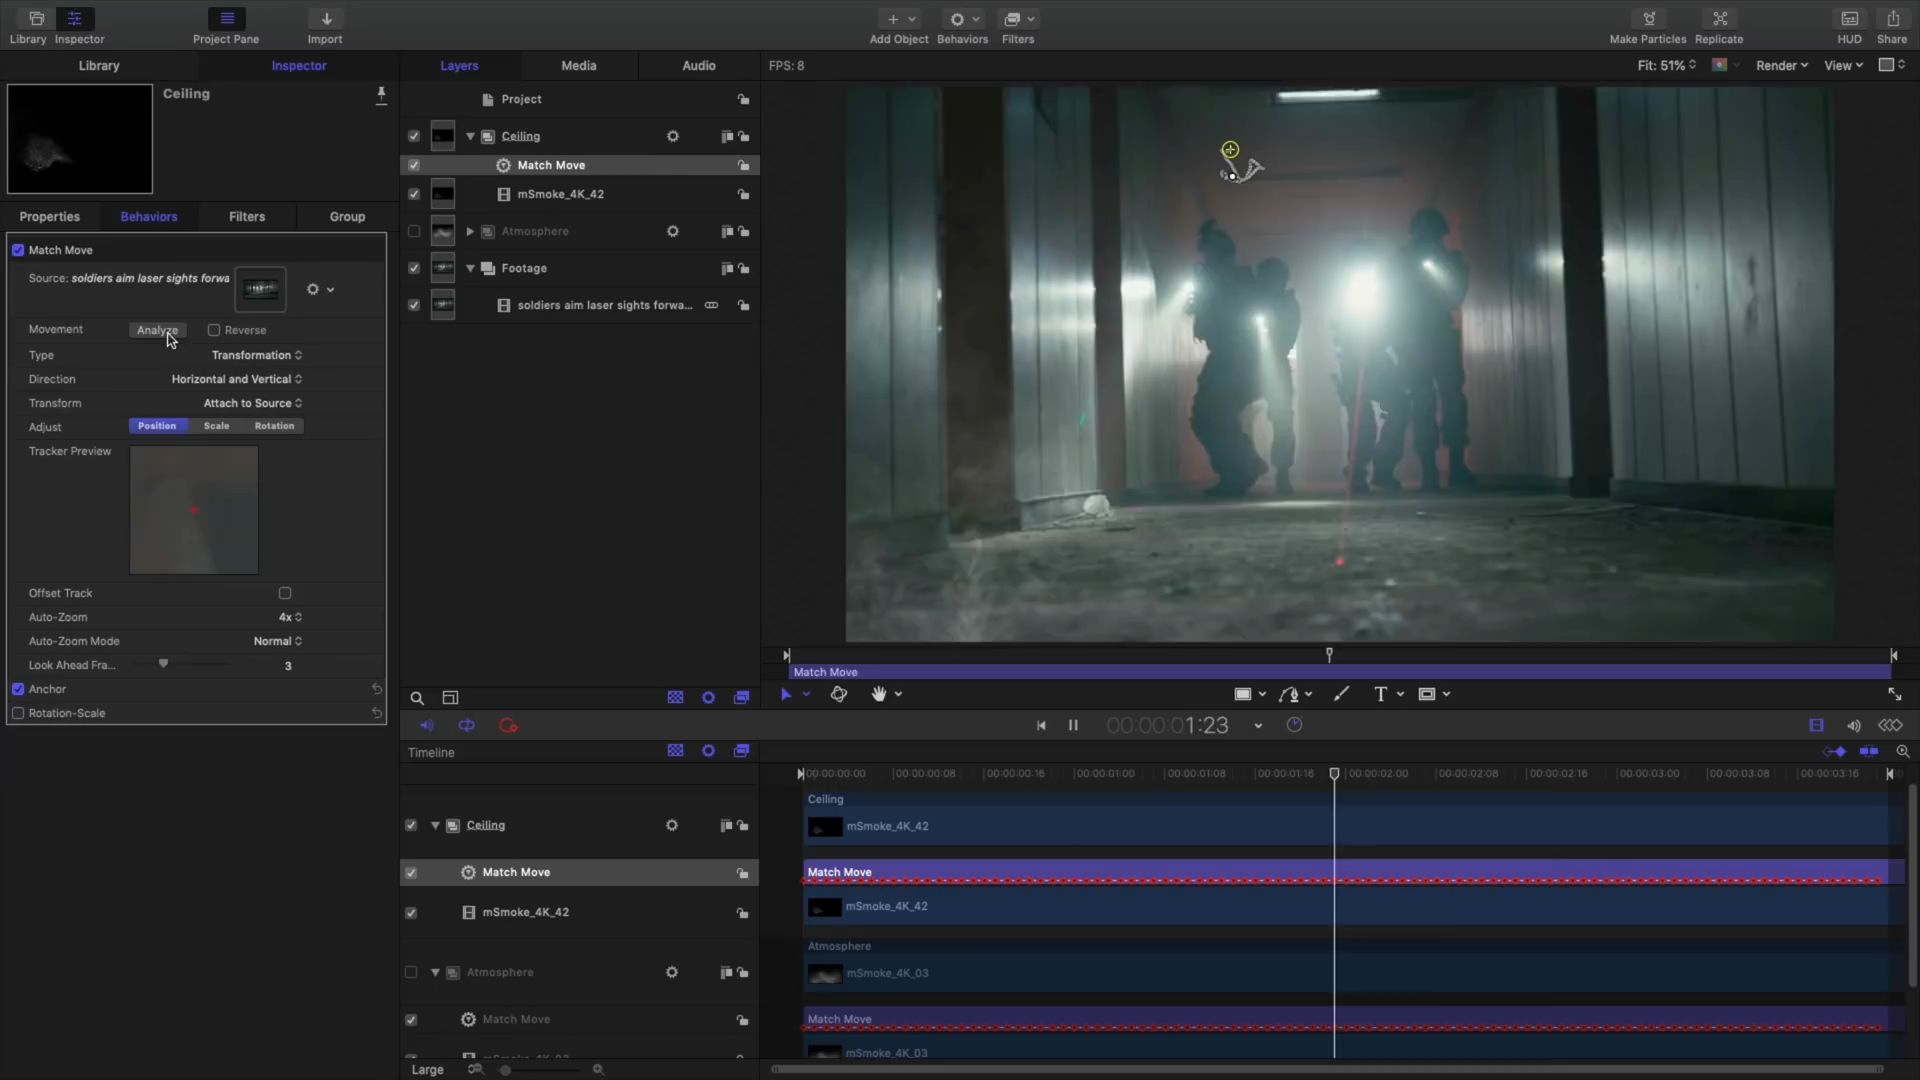 Library
Inspector
Project Pane
Import
Add Object
Behaviors
Filters
Make Particles
Replicate
HUD
Share
Library
Inspector
Layers
Media
Audio
FPS: 8
Fit: 51%
Render
View
Ceiling
Properties
Behaviors
Filters
Group
Match Move
Source: soldiers aim laser sights forwa
Movement
Analyze
Reverse
Type
Transformation
Direction
Horizontal and Vertical
Transform
Attach to Source
Adjust
Position
Scale
Rotation
Tracker Preview
Offset Track
Auto-Zoom
4x
Auto-Zoom Mode
Normal
Look Ahead Fra...
3
Anchor
Rotation-Scale
Project
Ceiling
Match Move
mSmoke_4K_42
Atmosphere
Footage
soldiers aim laser sights forwa...
Match Move
00:00:00:01:23
Timeline
00:00:00:00
00:00:00:08
00:00:00:16
00:00:01:00
00:00:01:08
00:00:01:16
00:00:02:00
00:00:02:08
00:00:02:16
00:00:03:00
00:00:03:08
00:00:03:16
Ceiling
Ceiling
mSmoke_4K_42
Match Move
Match Move
mSmoke_4K_42
mSmoke_4K_42
Atmosphere
Atmosphere
mSmoke_4K_03
Match Move
Match Move
mSmoke_4K_03
Large